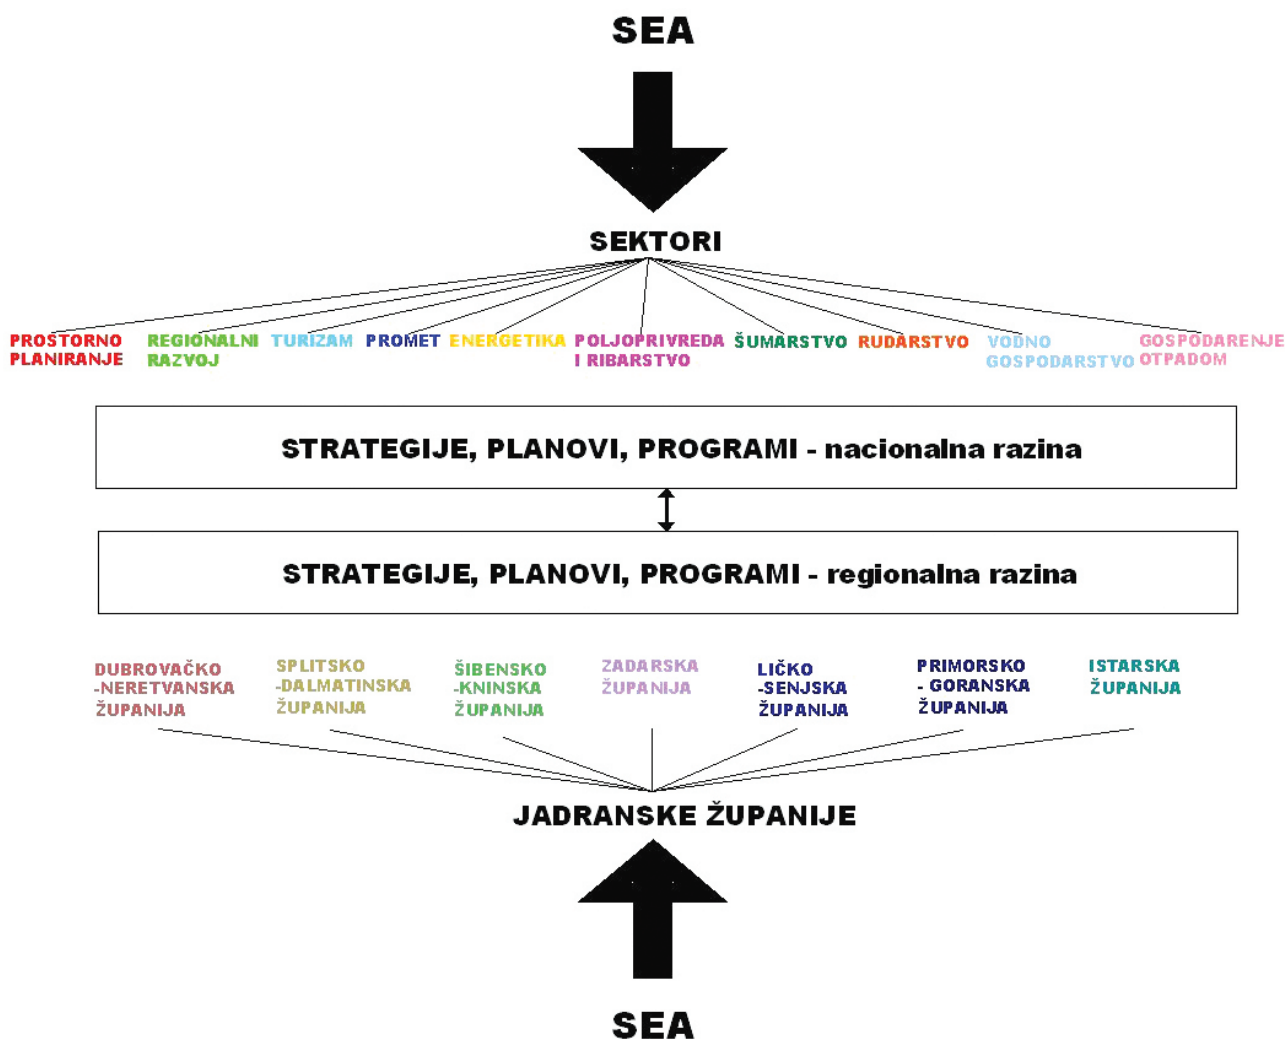 SEA
SEKTORI
PROSTORNO
PLANIRANJE
REGIONALNI
RAZVOJ
TURIZAM
PROMET
ENERGETIKA
POLJOPRIVREDA
I RIBARSTVO
ŠUMARSTVO
RUDARSTVO
VODNO
GOSPODARSTVO
GOSPODARENJE
OTPADOM
STRATEGIJE, PLANOVI, PROGRAMI - nacionalna razina
STRATEGIJE, PLANOVI, PROGRAMI - regionalna razina
DUBROVAČKO
-NERETVANSKA
ŽUPANIJA
SPLITSKO
-DALMATINSKA
ŽUPANIJA
ŠIBENSKO
-KNINSKA
ŽUPANIJA
ZADARSKA
ŽUPANIJA
LIČKO
-SENJSKA
ŽUPANIJA
PRIMORSKO
- GORANSKA
ŽUPANIJA
ISTARSKA
ŽUPANIJA
JADRANSKE ŽUPANIJE
SEA